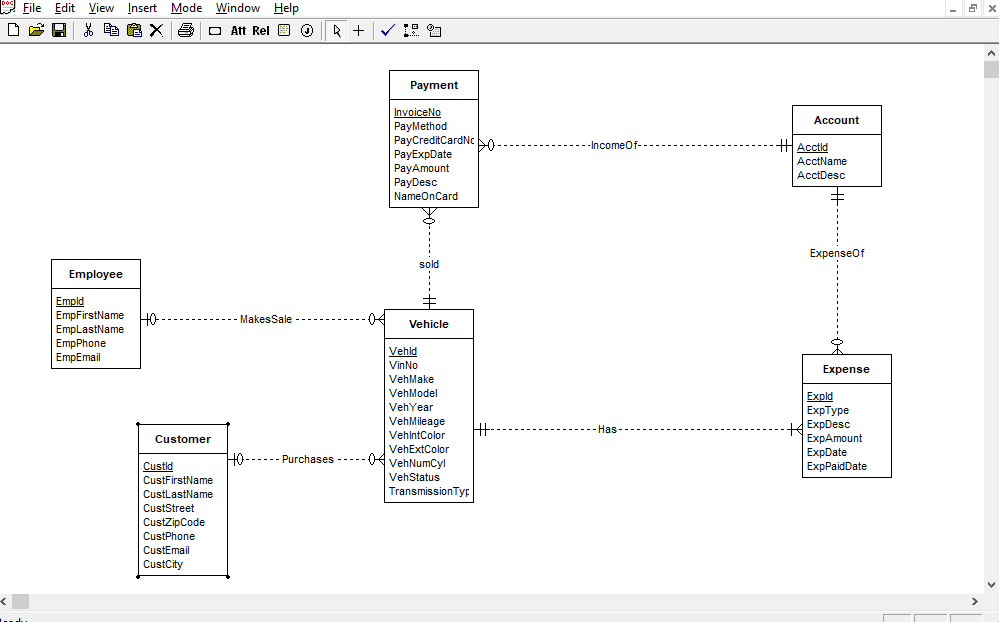 File Edit View Insert Mode Window Help
Att Rel
Payment
InvoiceNo
PayMethod
PayCreditCardNo
PayExpDate
PayAmount
PayDesc
NameOnCard
IncomeOf
Account
AcctId
AcctName
AcctDesc
sold
ExpenseOf
Employee
EmpId
EmpFirstName
EmpLastName
EmpPhone
EmpEmail
MakesSale
Vehicle
VehId
VinNo
VehMake
VehModel
VehYear
VehMileage
VehIntColor
VehExtColor
VehNumCyl
VehStatus
TransmissionTyp
Has
Expense
ExpId
ExpType
ExpDesc
ExpAmount
ExpDate
ExpPaidDate
Customer
CustId
CustFirstName
CustLastName
CustStreet
CustZipCode
CustPhone
CustEmail
CustCity
Purchases